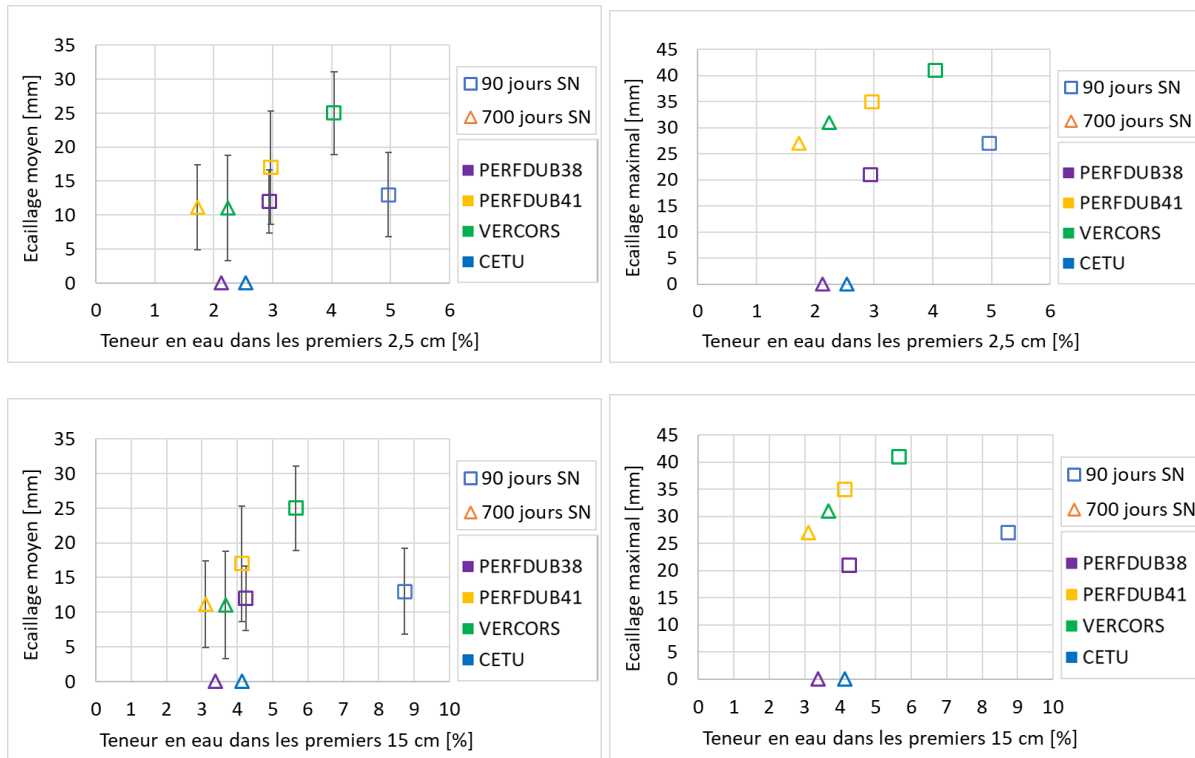 Ecaillage moyen [mm]
35
30
25
20
15
10
5
0
0 1 2 3 4 5 6
Teneur en eau dans les premiers 2,5 cm [%]
90 jours SN
700 jours SN
PERFDUB38
PERFDUB41
VERCORS
CETU
Ecaillage maximal [mm]
45
40
35
30
25
20
15
10
5
0
0 1 2 3 4 5 6
Teneur en eau dans les premiers 2,5 cm [%]
90 jours SN
700 jours SN
PERFDUB38
PERFDUB41
VERCORS
CETU
Ecaillage moyen [mm]
35
30
25
20
15
10
5
0
0 1 2 3 4 5 6 7 8 9 10
Teneur en eau dans les premiers 15 cm [%]
90 jours SN
700 jours SN
PERFDUB38
PERFDUB41
VERCORS
CETU
Ecaillage maximal [mm]
45
40
35
30
25
20
15
10
5
0
0 1 2 3 4 5 6 7 8 9 10
Teneur en eau dans les premiers 15 cm [%]
90 jours SN
700 jours SN
PERFDUB38
PERFDUB41
VERCORS
CETU